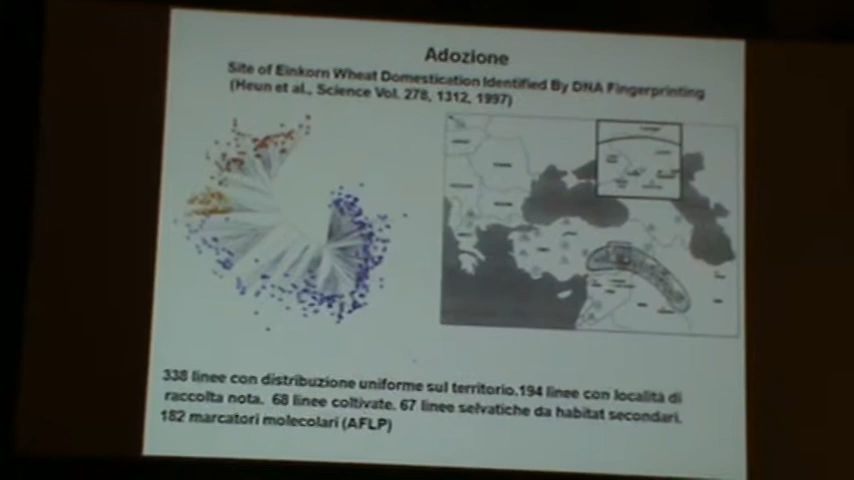 Adozione
Site of Einkorn Wheat Domestication Identified By DNA Fingerprinting
(Heun et al., Science Vol. 278, 1312, 1997)
338 linee con distribuzione uniforme sul territorio.194 linee con località di
raccolta nota. 68 linee coltivate. 67 linee selvatiche da habitat secondari.
182 marcatori molecolari (AFLP)